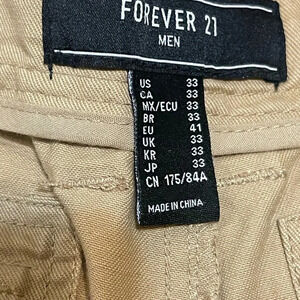 FOREVER 21
MEN
US 33
CA 33
MX/ECU 33
BR 33
EU 41
UK 33
KR 33
JP 33
CN 175/84A
MADE IN CHINA